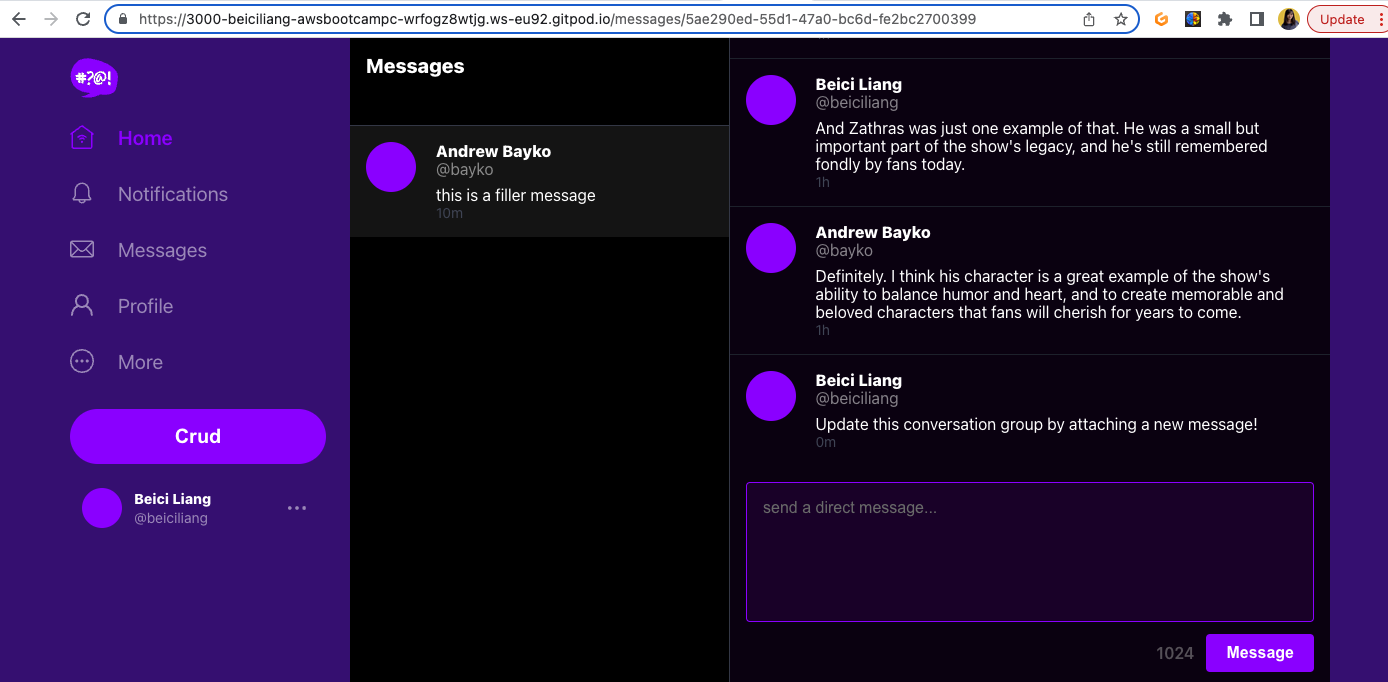 https://3000-beiciliang-awsbootcampc-wrfogz8wtjg.ws-eu92.gitpod.io/messages/5ae290ed-55d1-47a0-bc6d-fe2bc2700399
Update
#?@!
Home
Notifications
Messages
Profile
More
Crud
Beici Liang
@beiciliang
Messages
Andrew Bayko
@bayko
this is a filler message
10m
Beici Liang
@beiciliang
And Zathras was just one example of that. He was a small but
important part of the show's legacy, and he's still remembered
fondly by fans today.
1h
Andrew Bayko
@bayko
Definitely. I think his character is a great example of the show's
ability to balance humor and heart, and to create memorable and
beloved characters that fans will cherish for years to come.
1h
Beici Liang
@beiciliang
Update this conversation group by attaching a new message!
0m
send a direct message...
1024
Message